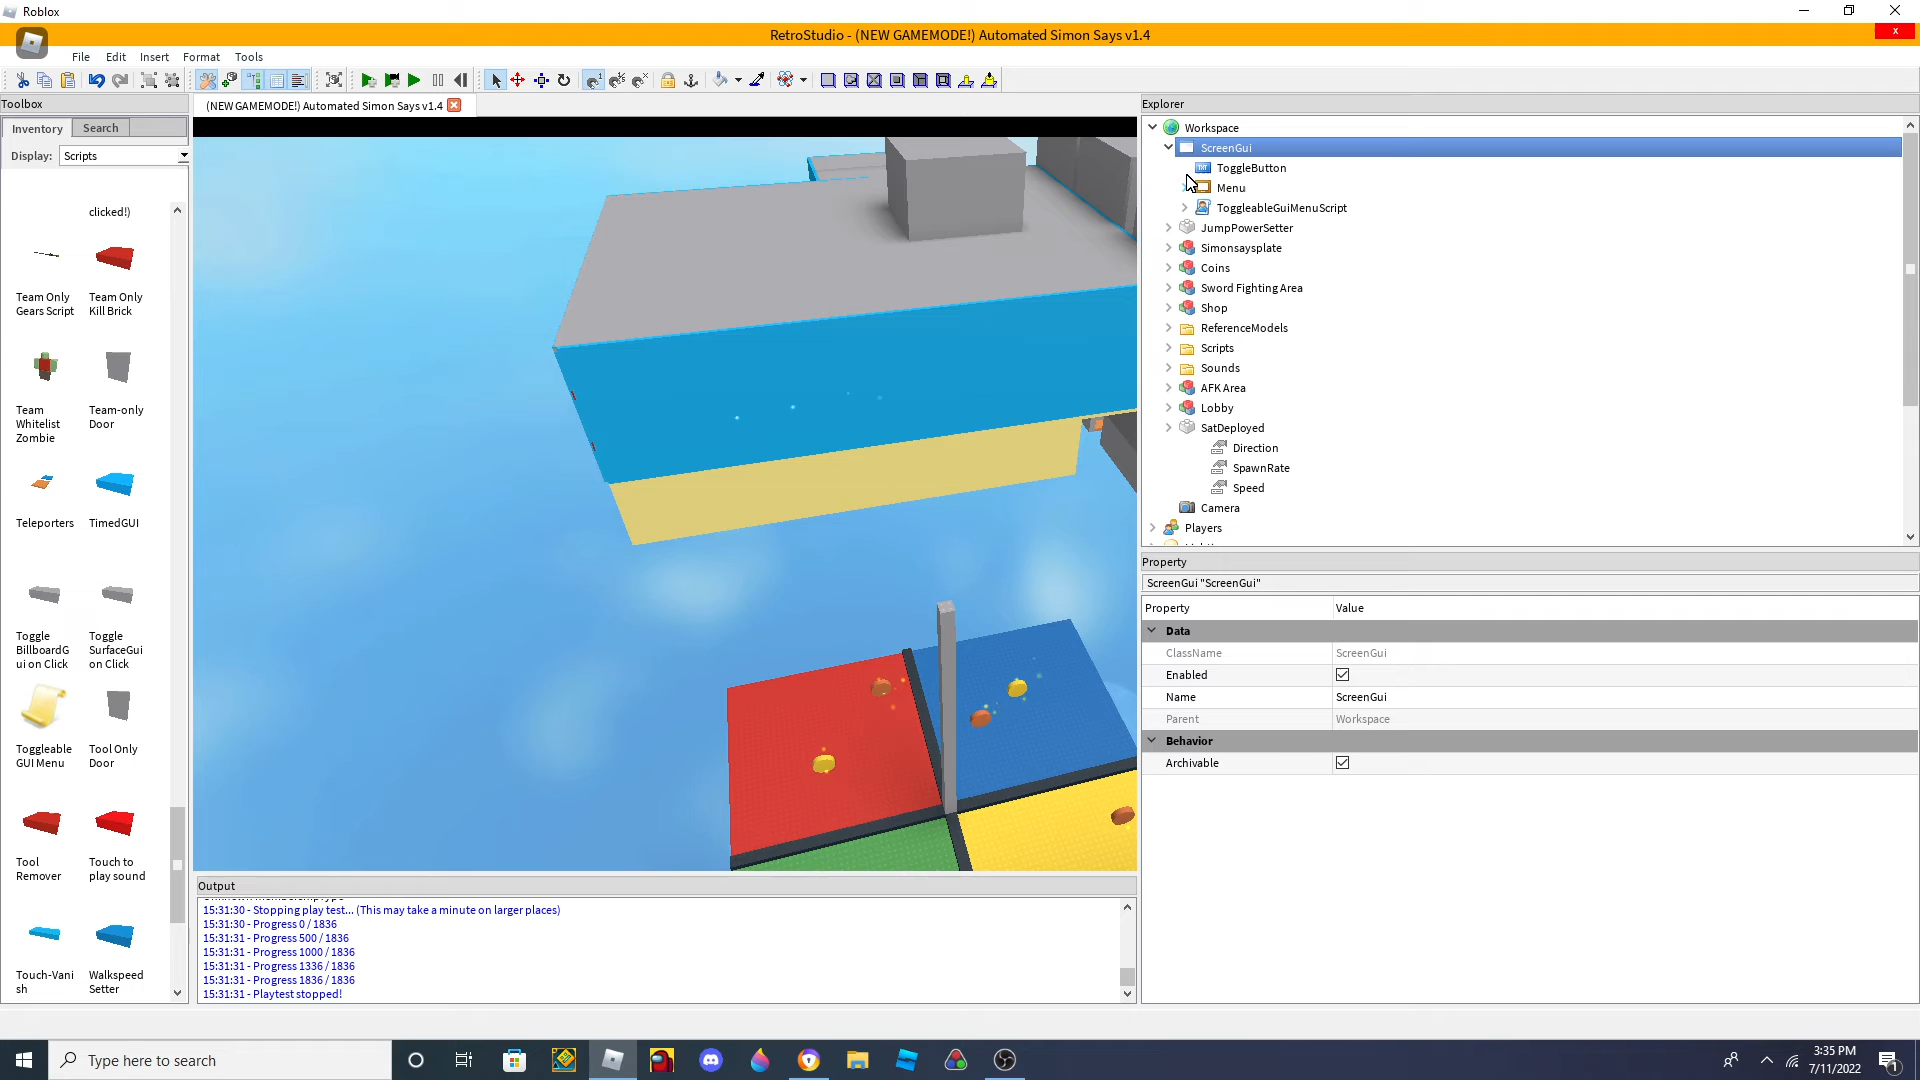 Roblox
RetroStudio - (NEW GAMEMODE!) Automated Simon Says v1.4
x
File Edit Insert Format Tools
Toolbox
(NEW GAMEMODE!) Automated Simon Says v1.4
Explorer
Inventory Search
Display: Scripts
clicked!)
Team Only Gears Script
Team Only Kill Brick
Team Whitelist Zombie
Team-only Door
Teleporters
TimedGUI
Toggle BillboardG ui on Click
Toggle SurfaceGui on Click
Toggleable GUI Menu
Tool Only Door
Tool Remover
Touch to play sound
Touch-Vani sh
Walkspeed Setter
Workspace
ScreenGui
ToggleButton
Menu
ToggleableGuiMenuScript
JumpPowerSetter
Simonsaysplate
Coins
Sword Fighting Area
Shop
ReferenceModels
Scripts
Sounds
AFK Area
Lobby
SatDeployed
Direction
SpawnRate
Speed
Camera
Players
Property
ScreenGui "ScreenGui"
Property Value
Data
ClassName ScreenGui
Enabled
Name ScreenGui
Parent Workspace
Behavior
Archivable
Output
15:31:30 - Stopping play test... (This may take a minute on larger places)
15:31:30 - Progress 0 / 1836
15:31:31 - Progress 500 / 1836
15:31:31 - Progress 1000 / 1836
15:31:31 - Progress 1336 / 1836
15:31:31 - Progress 1836 / 1836
15:31:31 - Playtest stopped!
Type here to search
3:35 PM
7/11/2022
1